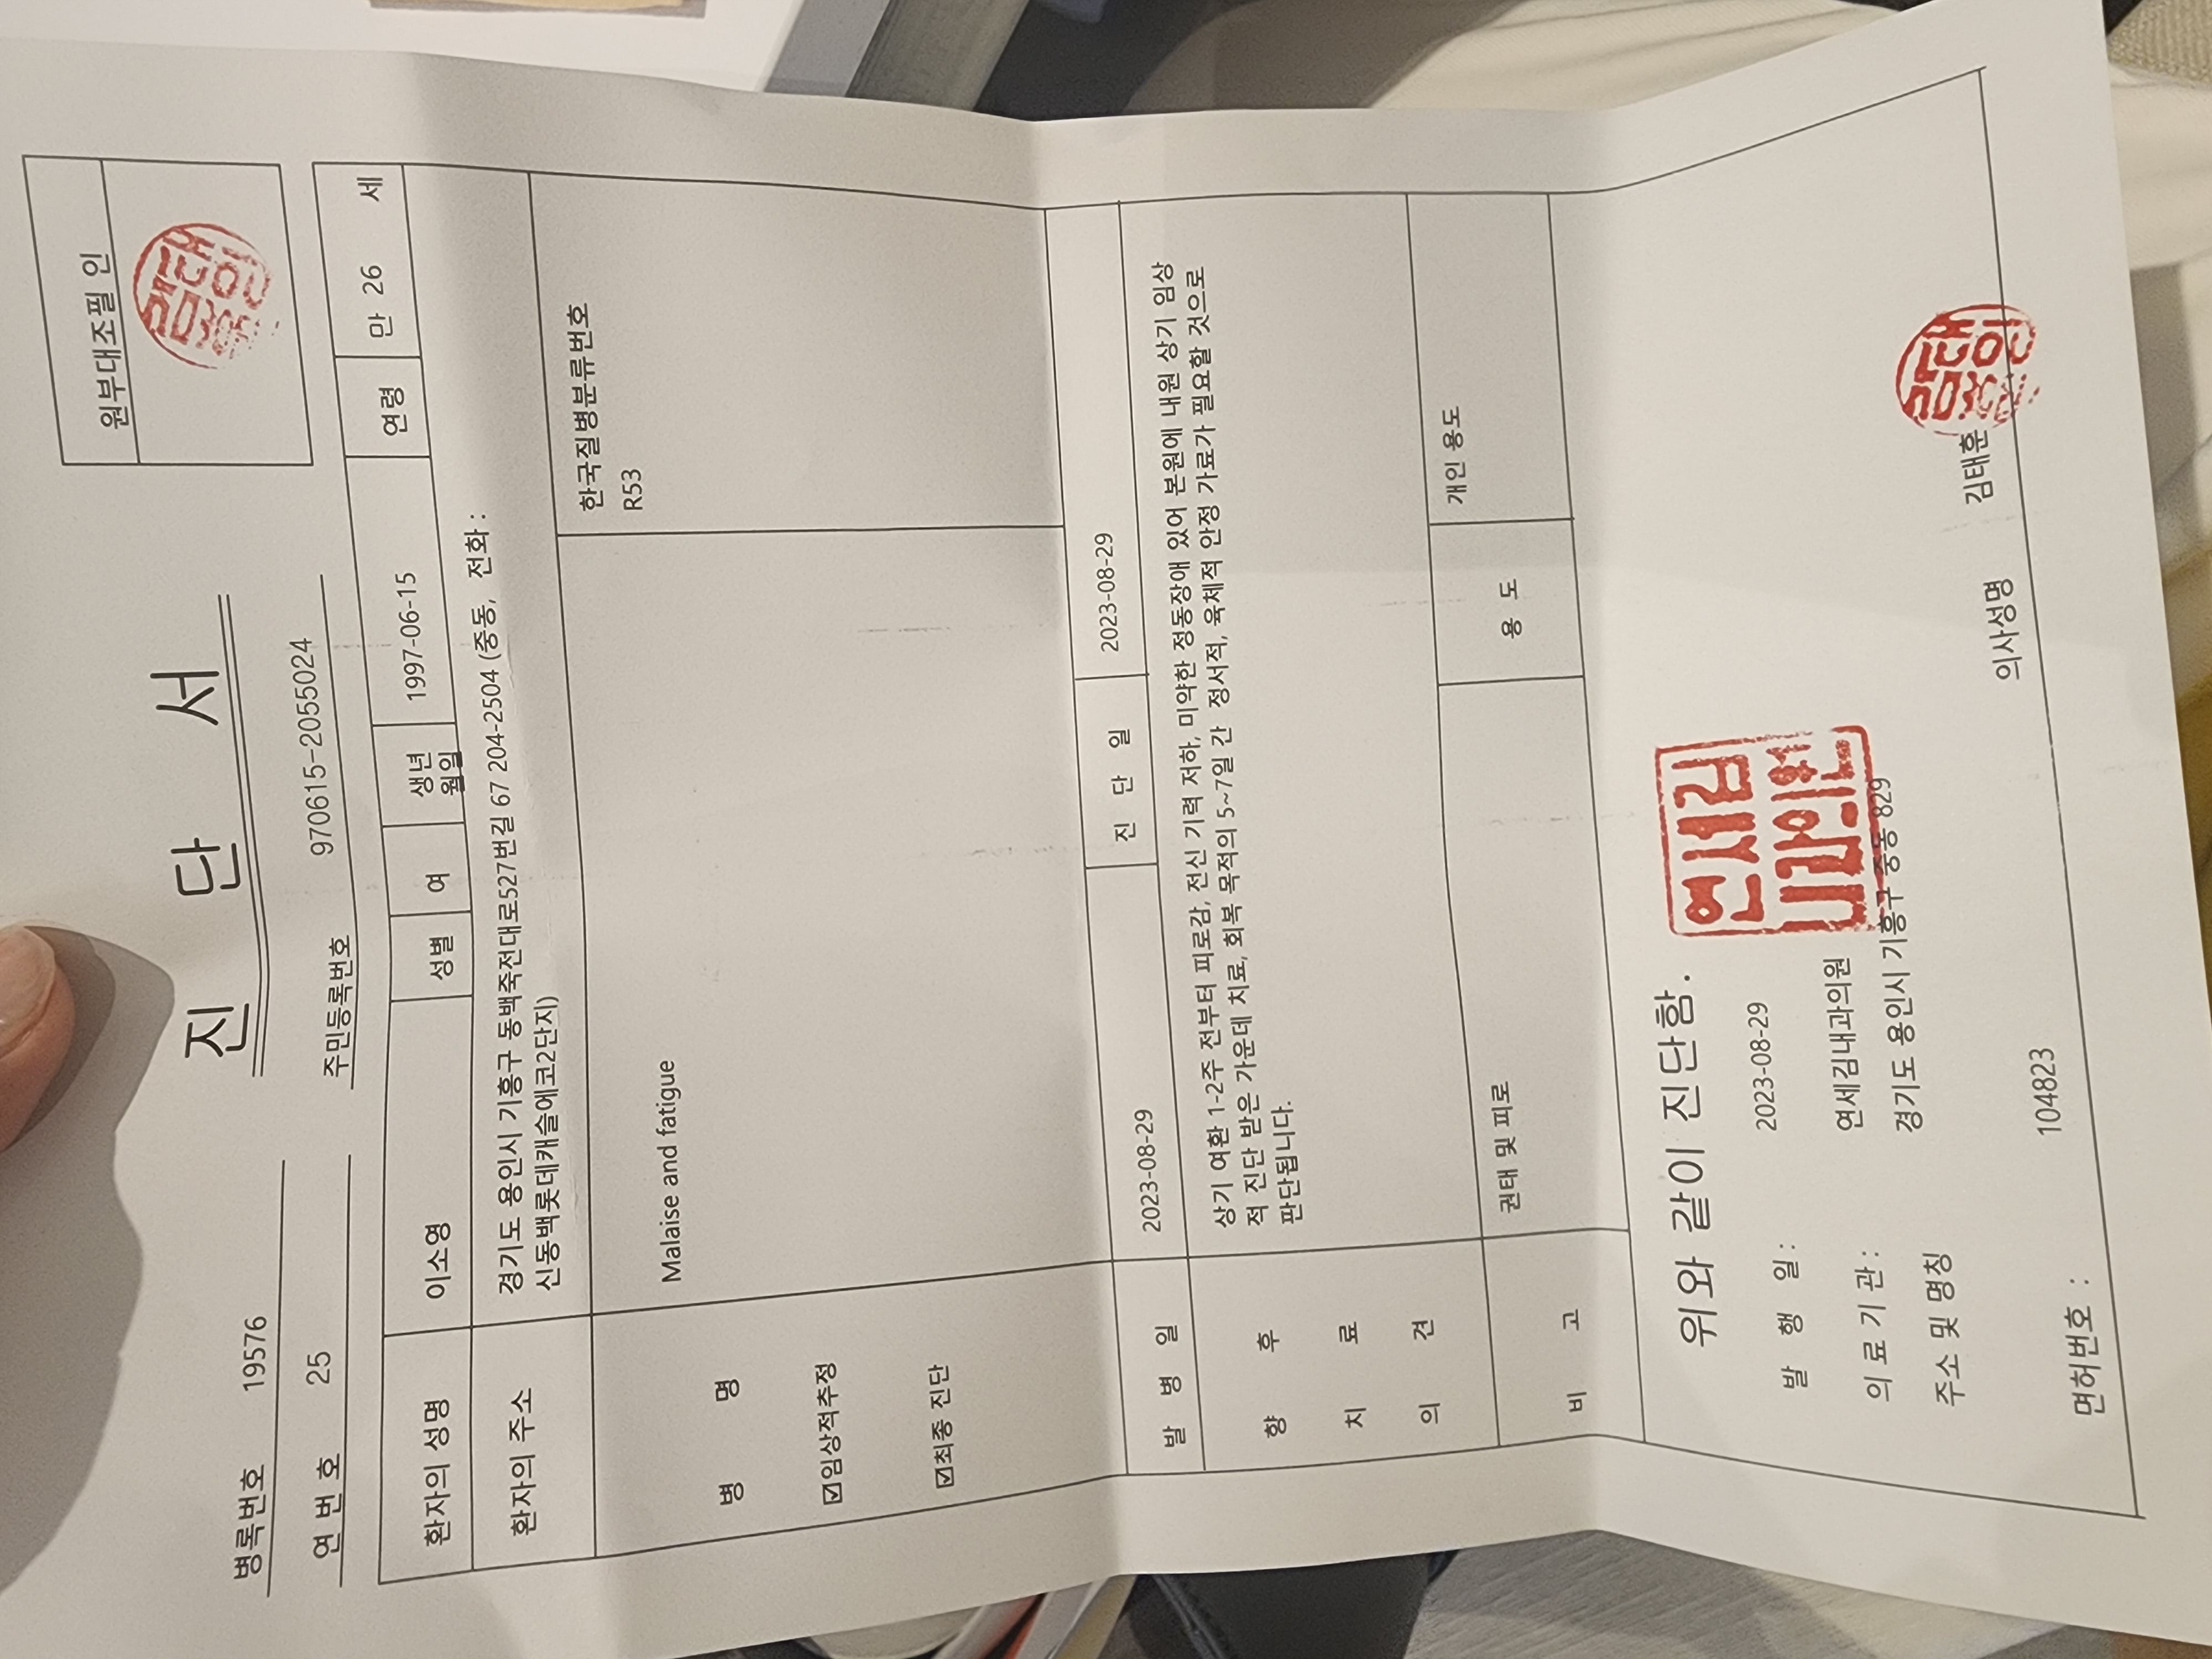 원부대조필 인
진 단 서
병록번호 19576
연 번 호 25
주민등록번호 970615-2055024
환자의 성명 이소영 성별 여 생년월일 1997-06-15 연령 만 26 세
환자의 주소 경기도 용인시 기흥구 동백죽전대로527번길 67 204-2504 (중동, 전화 :
신동백롯데캐슬에코2단지)
병 명
☑임상적추정
☑최종 진단
Malaise and fatigue
한국질병분류번호
R53
발 병 일 2023-08-29 진 단 일 2023-08-29
향 후
치 료
의 견
상기 여환 1-2주 전부터 피로감, 전신 기력 저하, 미약한 정동장애 있어 본원에 내원 상기 임상
적 진단 받은 가운데 치료, 회복 목적의 5~7일 간 정서적, 육체적 안정 가료가 필요할 것으로
판단됩니다.
비 고 권태 및 피로 용 도 개인 용도
위와 같이 진단함.
발 행 일 : 2023-08-29
의 료 기 관 : 연세김내과의원
주소 및 명칭 경기도 용인시 기흥구 중동 829
연세김
내과의원
면허번호 : 104823 의사성명 김태훈